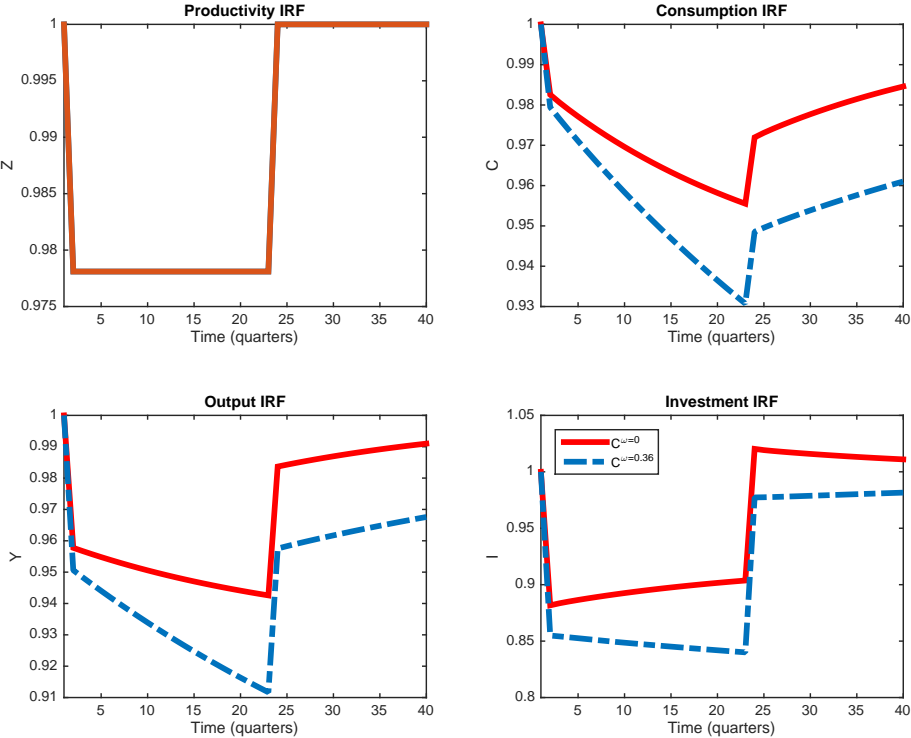 Productivity IRF
1
0.995
0.99
0.985
0.98
0.975
Z
5 10 15 20 25 30 35 40
Time (quarters)
Consumption IRF
1
0.99
0.98
0.97
0.96
0.95
0.94
0.93
C
5 10 15 20 25 30 35 40
Time (quarters)
Output IRF
1
0.99
0.98
0.97
0.96
0.95
0.94
0.93
0.92
0.91
Y
5 10 15 20 25 30 35 40
Time (quarters)
Investment IRF
1.05
1
0.95
0.9
0.85
0.8
I
C^ω=0
C^ω=0.36
5 10 15 20 25 30 35 40
Time (quarters)